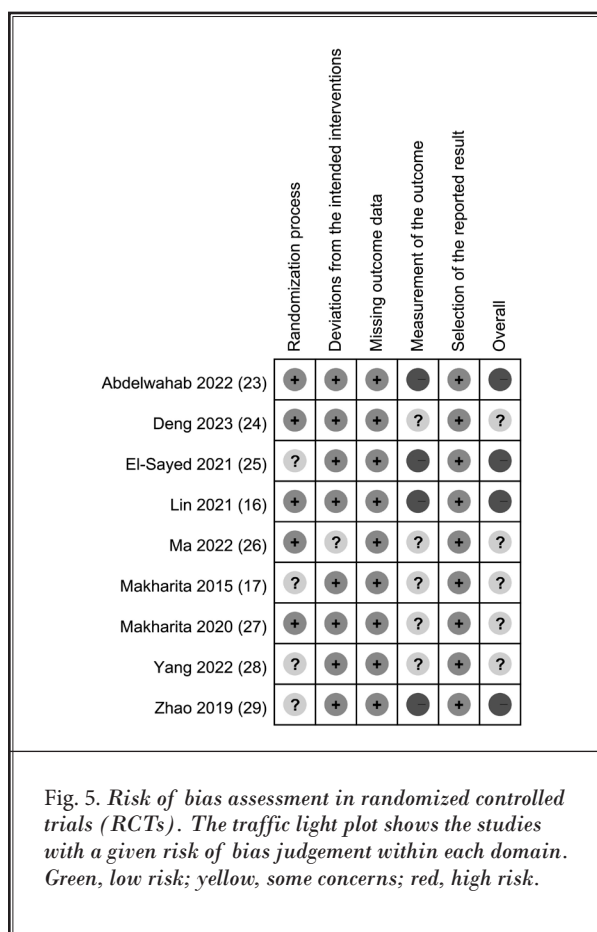 Randomization process
Deviations from the intended interventions
Missing outcome data
Measurement of the outcome
Selection of the reported result
Overall
Abdelwahab 2022 (23) + + + – + –
Deng 2023 (24) + + + ? + ?
El-Sayed 2021 (25) ? + + – + –
Lin 2021 (16) + + + – + –
Ma 2022 (26) + ? + ? + ?
Makharita 2015 (17) ? + + ? + ?
Makharita 2020 (27) + + + ? + ?
Yang 2022 (28) ? + + ? + ?
Zhao 2019 (29) ? + + – + –
Fig. 5. Risk of bias assessment in randomized controlled
trials (RCTs). The traffic light plot shows the studies
with a given risk of bias judgement within each domain.
Green, low risk; yellow, some concerns; red, high risk.